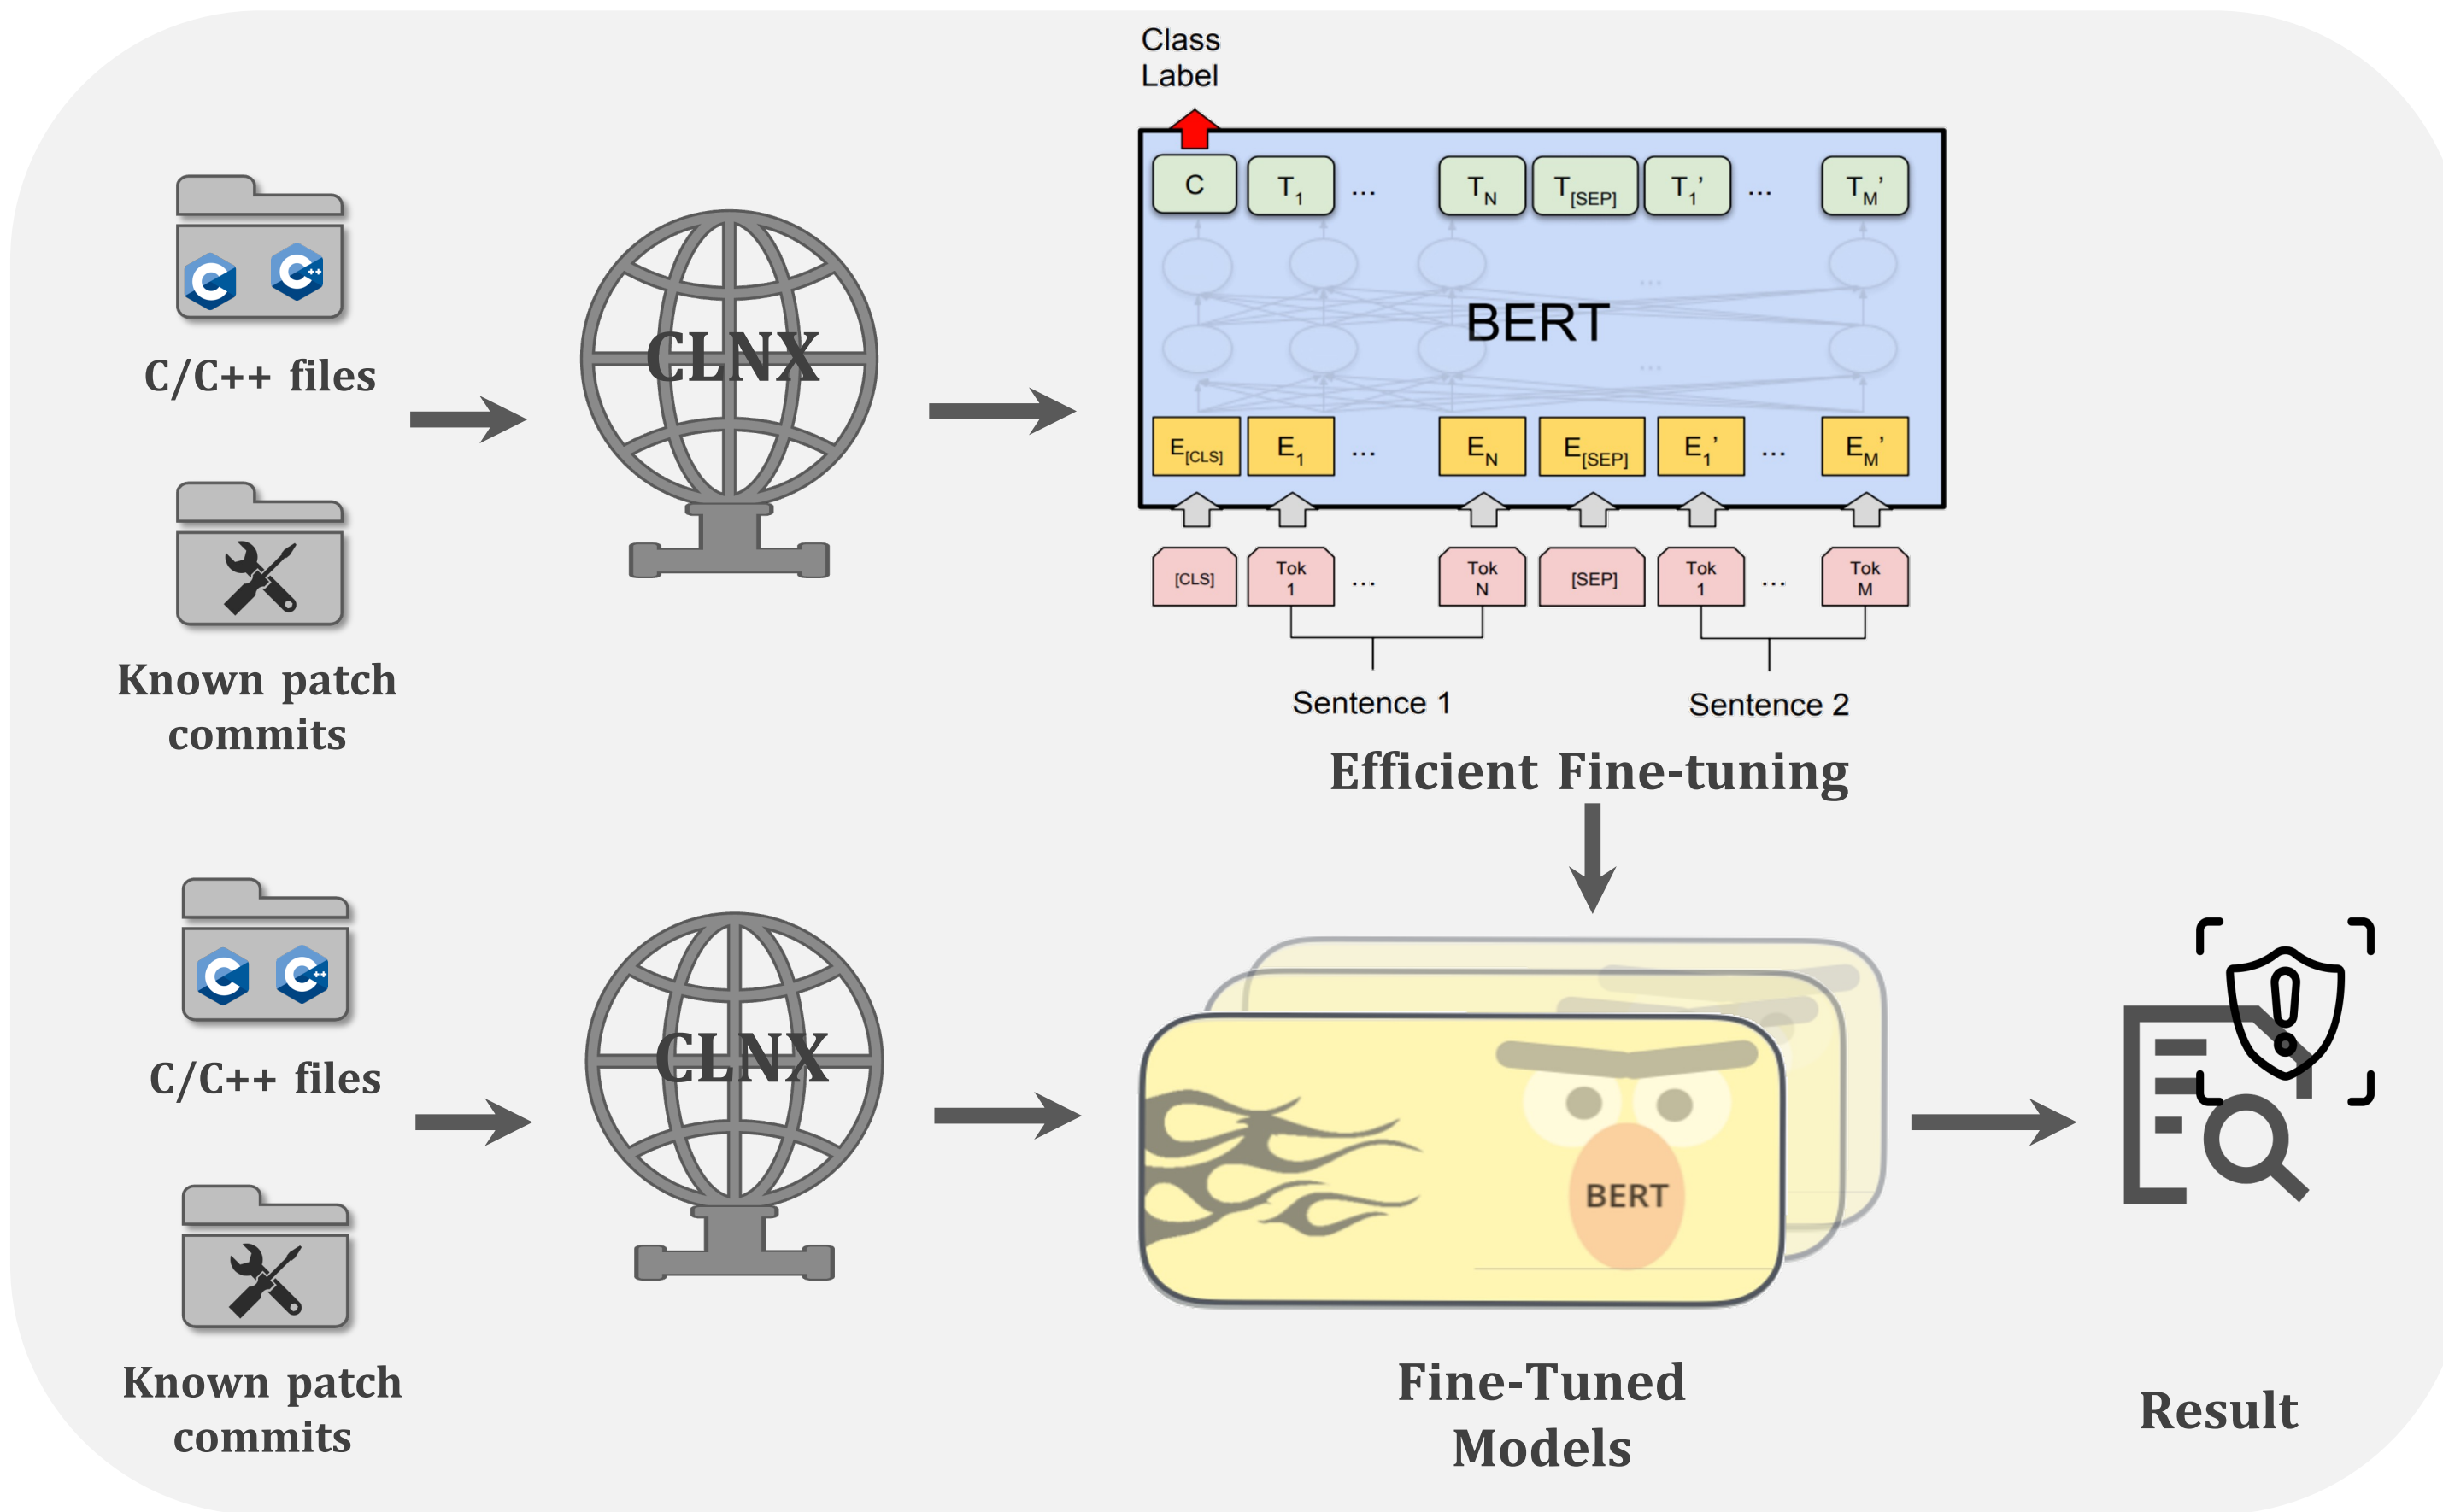 Class
Label
C T1 ... TN T[SEP] T1’ ... TM’
...
BERT
...
E[CLS] E1 ... EN E[SEP] E1’ ... EM’
[CLS] Tok 1 ... Tok N [SEP] Tok 1 ... Tok M
Sentence 1 Sentence 2
Efficient Fine-tuning
C C++
C/C++ files
Known patch
commits
CLNX
C C++
C/C++ files
Known patch
commits
CLNX
BERT
Fine-Tuned
Models
Result